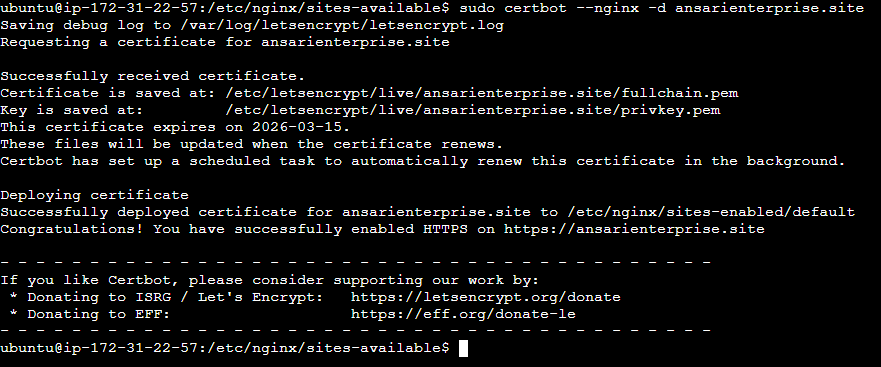 ubuntu@ip-172-31-22-57:/etc/nginx/sites-available$ sudo certbot --nginx -d ansarienterprise.site
Saving debug log to /var/log/letsencrypt/letsencrypt.log
Requesting a certificate for ansarienterprise.site

Successfully received certificate.
Certificate is saved at: /etc/letsencrypt/live/ansarienterprise.site/fullchain.pem
Key is saved at:         /etc/letsencrypt/live/ansarienterprise.site/privkey.pem
This certificate expires on 2026-03-15.
These files will be updated when the certificate renews.
Certbot has set up a scheduled task to automatically renew this certificate in the background.

Deploying certificate
Successfully deployed certificate for ansarienterprise.site to /etc/nginx/sites-enabled/default
Congratulations! You have successfully enabled HTTPS on https://ansarienterprise.site

- - - - - - - - - - - - - - - - - - - - - - - - - - - - - - - - - - - - - - - -
If you like Certbot, please consider supporting our work by:
 * Donating to ISRG / Let's Encrypt:   https://letsencrypt.org/donate
 * Donating to EFF:                    https://eff.org/donate-le
- - - - - - - - - - - - - - - - - - - - - - - - - - - - - - - - - - - - - - - -
ubuntu@ip-172-31-22-57:/etc/nginx/sites-available$